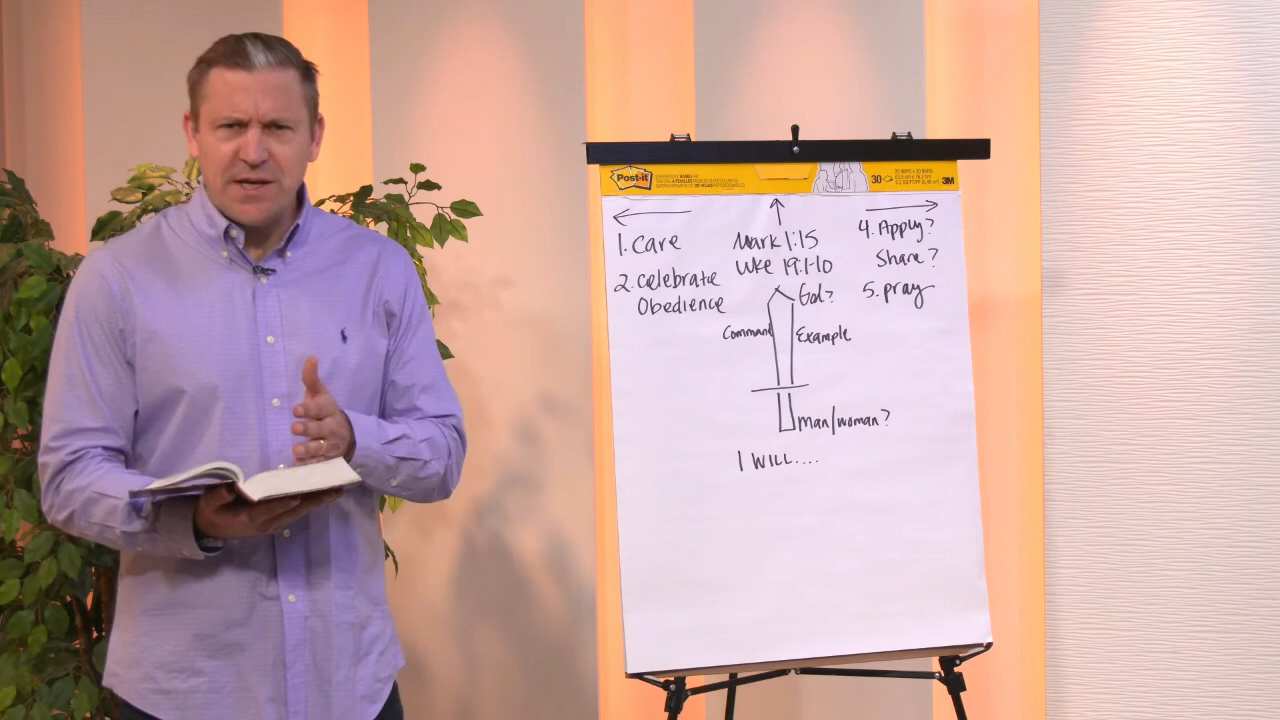 Post-it
30
3M
1. Care
2. Celebrate
Obedience
Mark 1:15
Luke 19:1-10
God?
Command
Example
Man/woman?
I WILL....
4. Apply?
Share?
5. pray